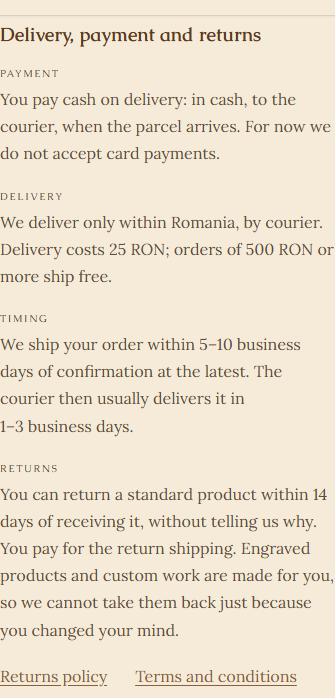 Delivery, payment and returns
PAYMENT
You pay cash on delivery: in cash, to the
courier, when the parcel arrives. For now we
do not accept card payments.
DELIVERY
We deliver only within Romania, by courier.
Delivery costs 25 RON; orders of 500 RON or
more ship free.
TIMING
We ship your order within 5–10 business
days of confirmation at the latest. The
courier then usually delivers it in
1–3 business days.
RETURNS
You can return a standard product within 14
days of receiving it, without telling us why.
You pay for the return shipping. Engraved
products and custom work are made for you,
so we cannot take them back just because
you changed your mind.
Returns policy Terms and conditions